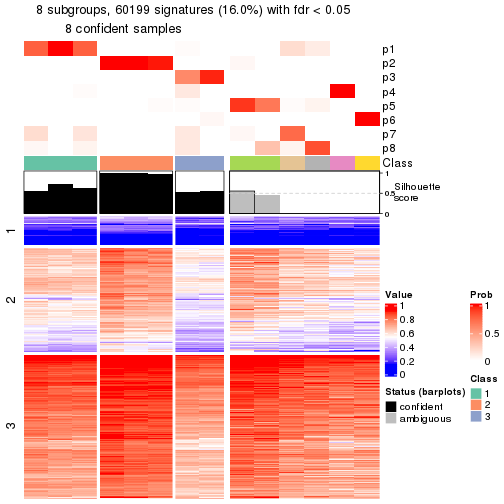 8 subgroups, 60199 signatures (16.0%) with fdr < 0.05
8 confident samples
p1
p2
p3
p4
p5
p6
p7
p8
Class
1
0.5
0
Silhouette
score
1
2
3
Value
1
0.8
0.6
0.4
0.2
0
Prob
1
0.5
0
Status (barplots)
confident
ambiguous
Class
1
2
3